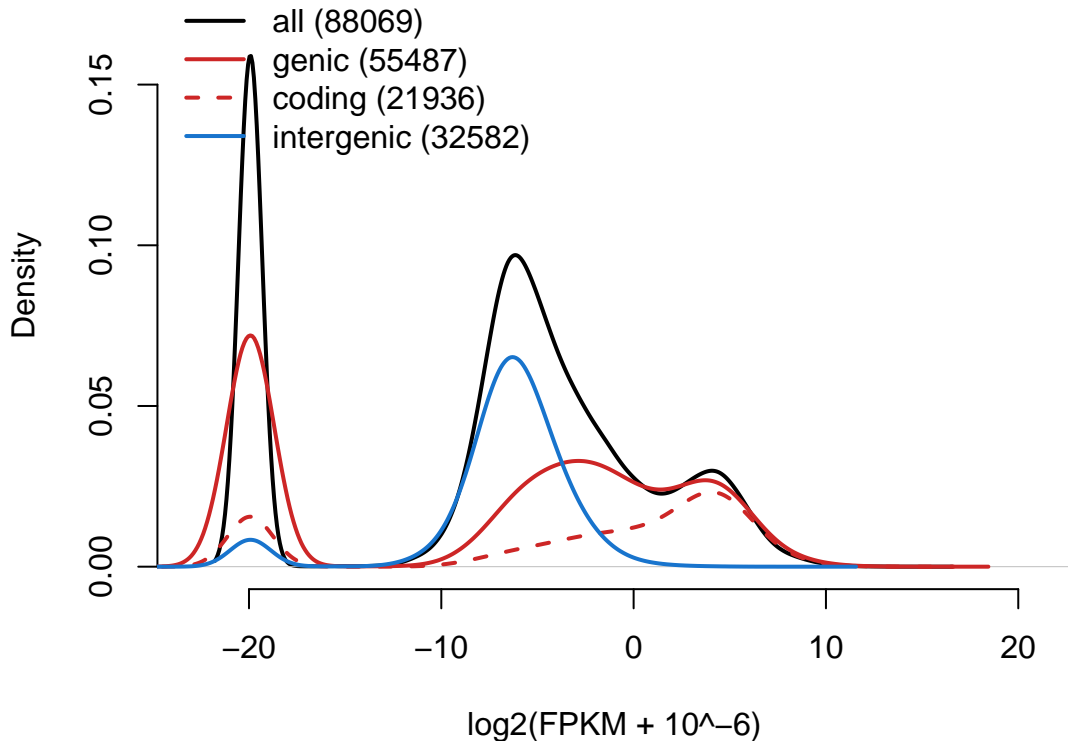 all (88069)
genic (55487)
coding (21936)
intergenic (32582)
Density
0.15
0.10
0.05
0.00
−20
−10
0
10
20
log2(FPKM + 10^−6)